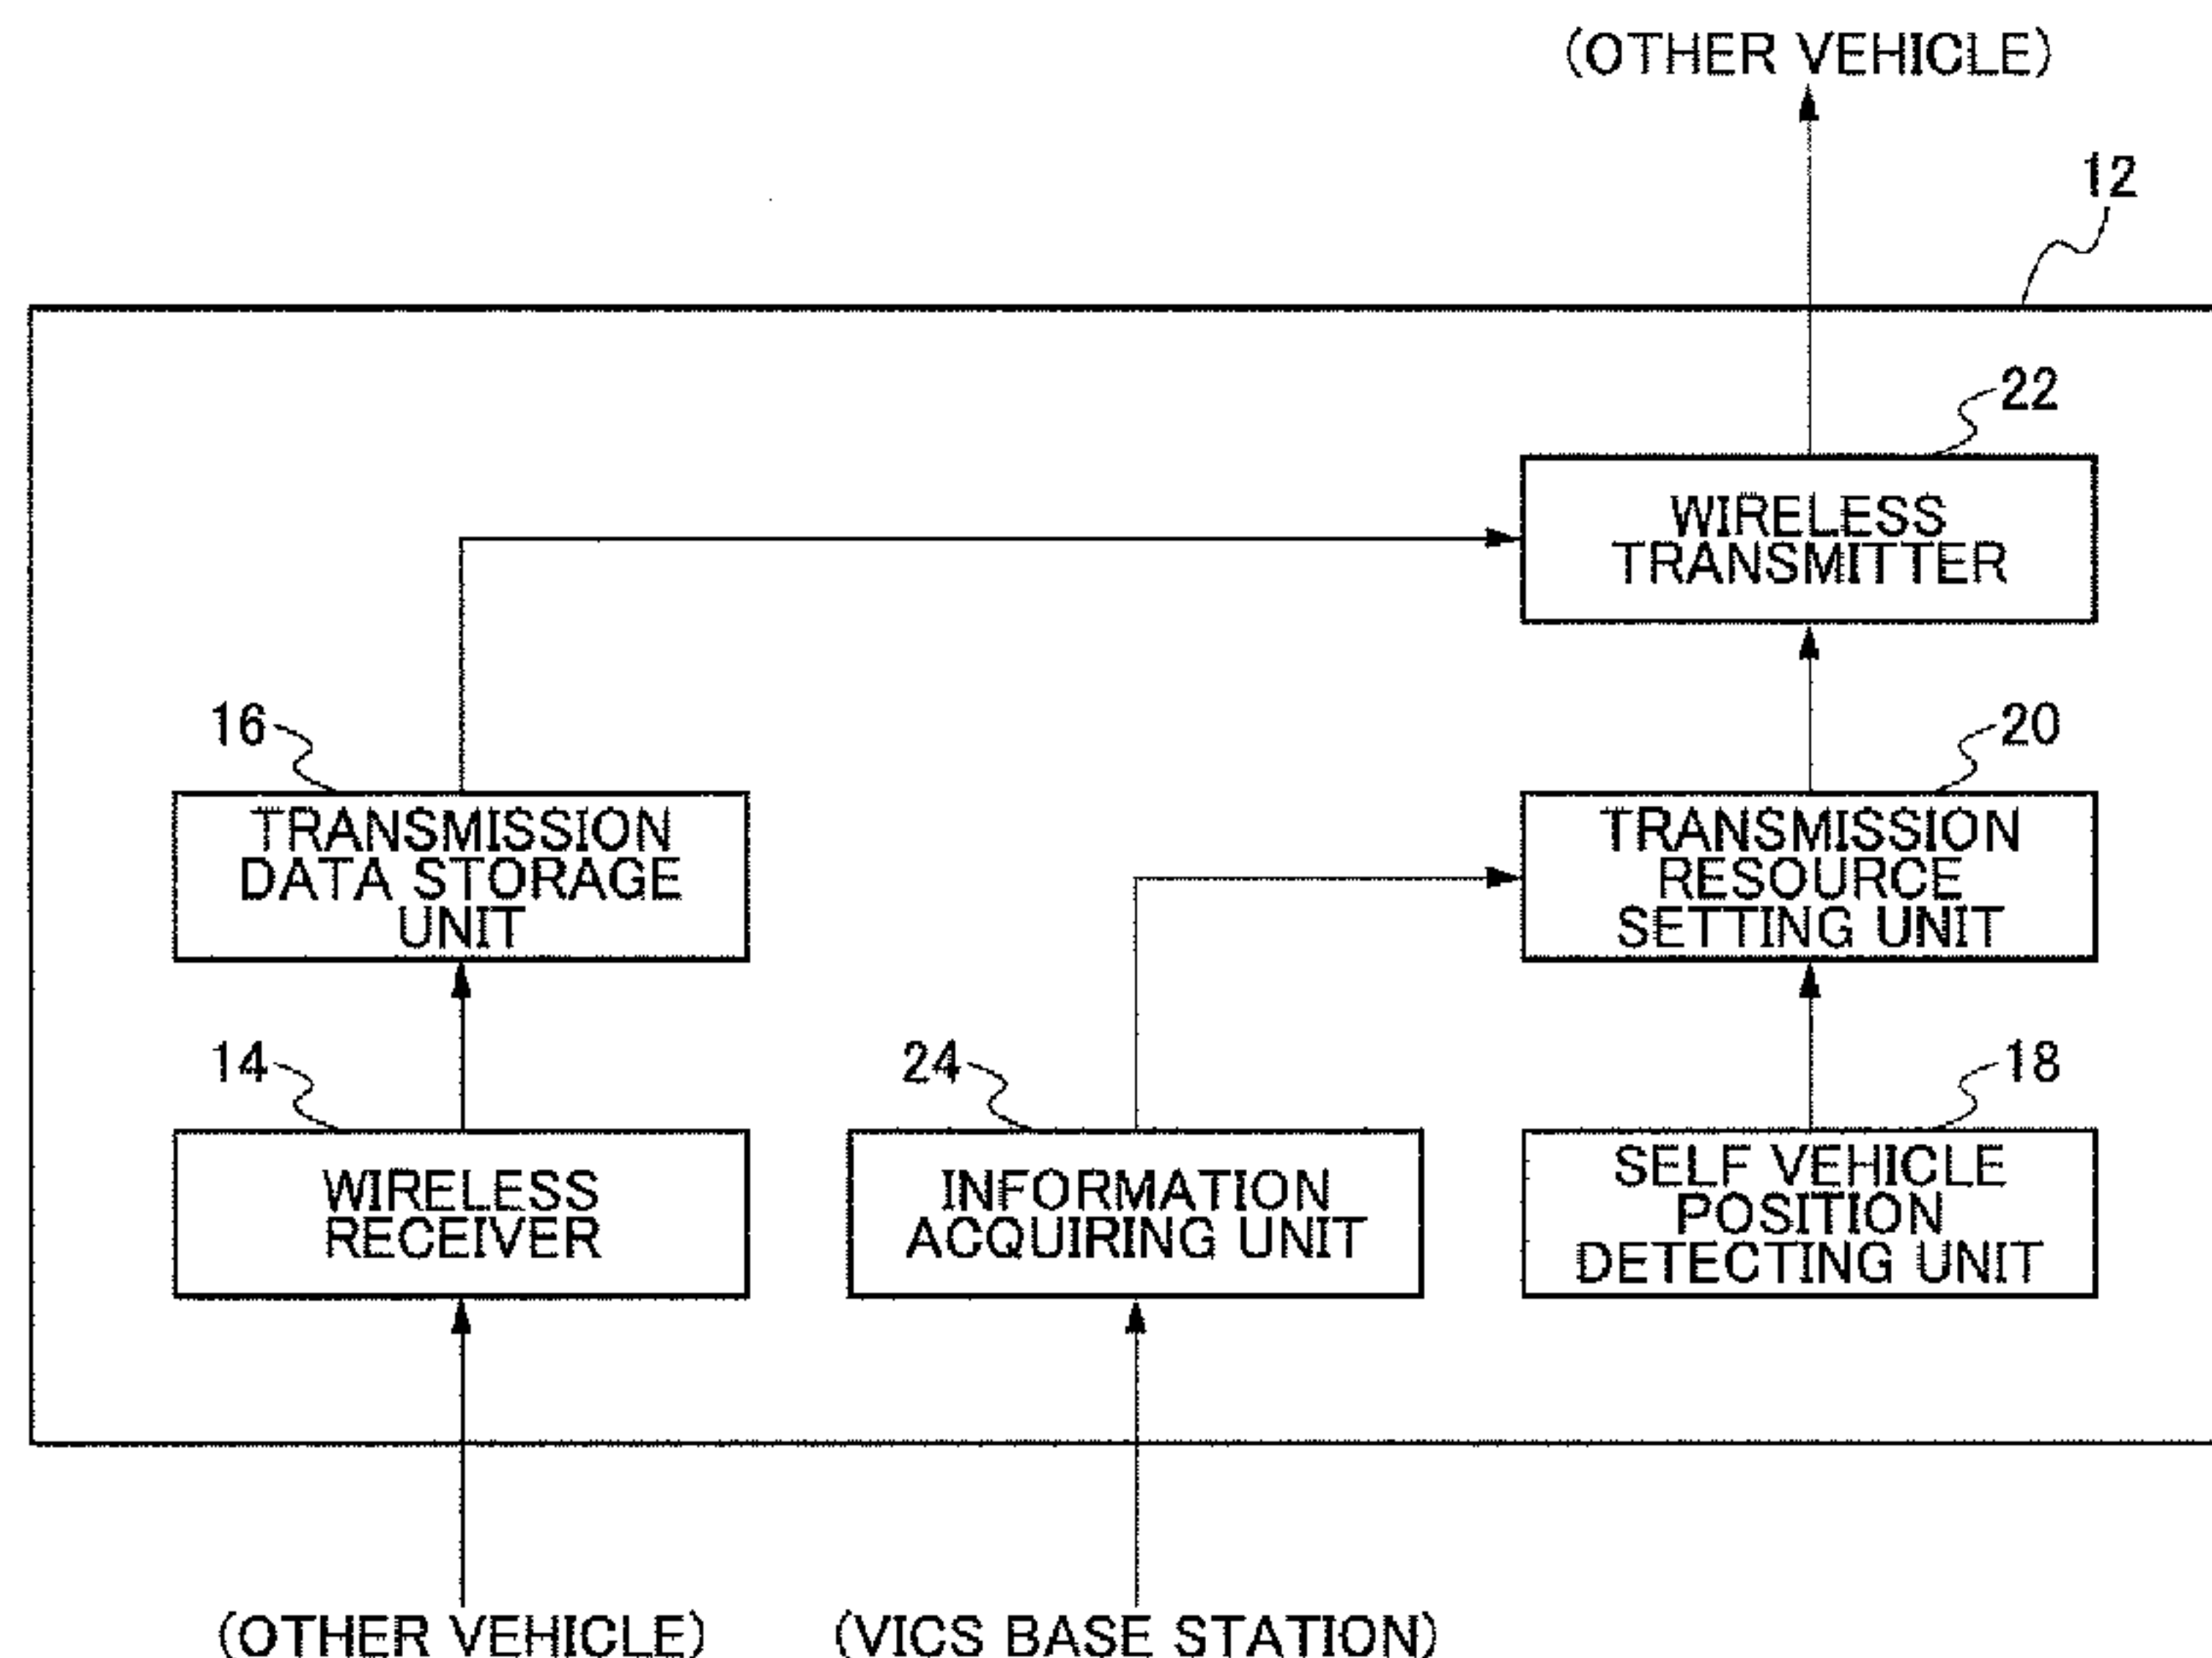 (OTHER VEHICLE)
12
22
WIRELESS
TRANSMITTER
16
20
TRANSMISSION
DATA STORAGE
UNIT
TRANSMISSION
RESOURCE
SETTING UNIT
14
24
18
WIRELESS
RECEIVER
INFORMATION
ACQUIRING UNIT
SELF VEHICLE
POSITION
DETECTING UNIT
(OTHER VEHICLE)
(VICS BASE STATION)